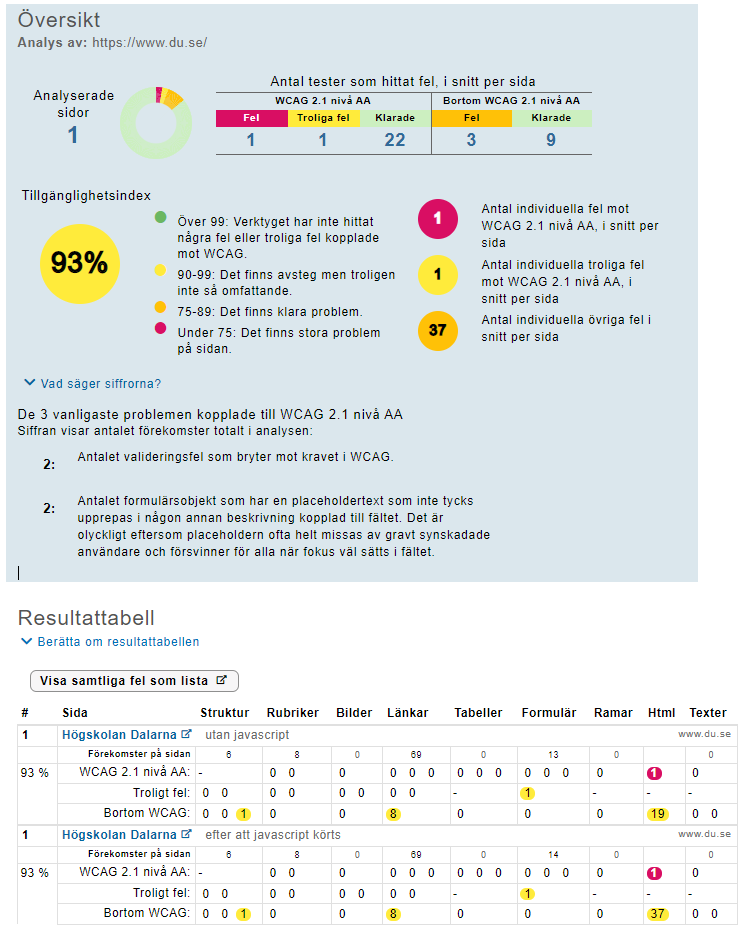 Översikt
Analys av: https://www.du.se/
Analyserade sidor
1
Antal tester som hittat fel, i snitt per sida
WCAG 2.1 nivå AA Bortom WCAG 2.1 nivå AA
Fel Troliga fel Klarade Fel Klarade
1 1 22 3 9
Tillgänglighetsindex
93%
Över 99: Verktyget har inte hittat
några fel eller troliga fel kopplade
mot WCAG.
90-99: Det finns avsteg men troligen
inte så omfattande.
75-89: Det finns klara problem.
Under 75: Det finns stora problem
på sidan.
1
Antal individuella fel mot
WCAG 2.1 nivå AA, i snitt per
sida
1
Antal individuella troliga fel
mot WCAG 2.1 nivå AA, i
snitt per sida
37
Antal individuella övriga fel i
snitt per sida
Vad säger siffrorna?
De 3 vanligaste problemen kopplade till WCAG 2.1 nivå AA
Siffran visar antalet förekomster totalt i analysen:
2: Antalet valideringsfel som bryter mot kravet i WCAG.
2: Antalet formulärsobjekt som har en placeholdertext som inte tycks
upprepas i någon annan beskrivning kopplad till fältet. Det är
olyckligt eftersom placeholdern ofta helt missas av gravt synskadade
användare och försvinner för alla när fokus väl sätts i fältet.
Resultattabell
Berätta om resultattabellen
Visa samtliga fel som lista
# Sida Struktur Rubriker Bilder Länkar Tabeller Formulär Ramar Html Texter
1 Högskolan Dalarna utan javascript www.du.se
Förekomster på sidan 6 8 0 69 0 13 0 0
93 % WCAG 2.1 nivå AA: - 0 0 0 0 0 0 0 0 0 0 0 0 0 1 0
Troligt fel: 0 0 0 0 0 0 0 0 - 1 - - -
Bortom WCAG: 0 0 1 0 0 8 0 0 0 19 0 0
1 Högskolan Dalarna efter att javascript körts www.du.se
Förekomster på sidan 6 8 0 69 0 14 0 0
93 % WCAG 2.1 nivå AA: - 0 0 0 0 0 0 0 0 0 0 0 0 0 1 0
Troligt fel: 0 0 0 0 0 0 0 0 - 1 - - -
Bortom WCAG: 0 0 1 0 0 8 0 0 0 37 0 0